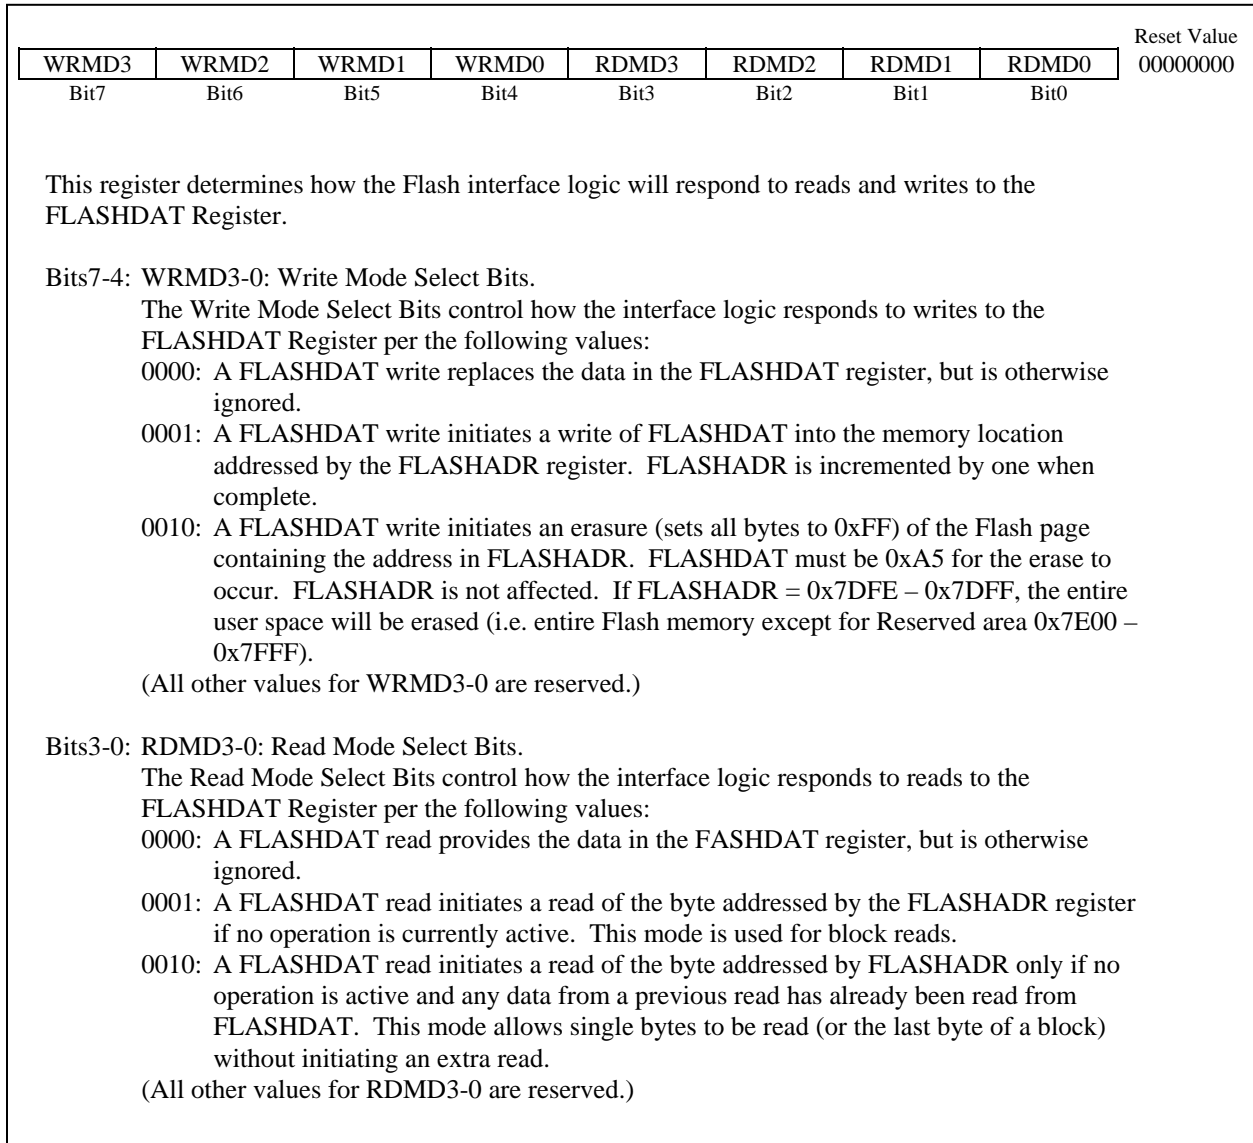 Reset Value
WRMD3 WRMD2 WRMD1 WRMD0 RDMD3 RDMD2 RDMD1 RDMD0 00000000
Bit7 Bit6 Bit5 Bit4 Bit3 Bit2 Bit1 Bit0
This register determines how the Flash interface logic will respond to reads and writes to the
FLASHDAT Register.
Bits7-4: WRMD3-0: Write Mode Select Bits.
The Write Mode Select Bits control how the interface logic responds to writes to the
FLASHDAT Register per the following values:
0000: A FLASHDAT write replaces the data in the FLASHDAT register, but is otherwise
ignored.
0001: A FLASHDAT write initiates a write of FLASHDAT into the memory location
addressed by the FLASHADR register. FLASHADR is incremented by one when
complete.
0010: A FLASHDAT write initiates an erasure (sets all bytes to 0xFF) of the Flash page
containing the address in FLASHADR. FLASHDAT must be 0xA5 for the erase to
occur. FLASHADR is not affected. If FLASHADR = 0x7DFE – 0x7DFF, the entire
user space will be erased (i.e. entire Flash memory except for Reserved area 0x7E00 –
0x7FFF).
(All other values for WRMD3-0 are reserved.)
Bits3-0: RDMD3-0: Read Mode Select Bits.
The Read Mode Select Bits control how the interface logic responds to reads to the
FLASHDAT Register per the following values:
0000: A FLASHDAT read provides the data in the FASHDAT register, but is otherwise
ignored.
0001: A FLASHDAT read initiates a read of the byte addressed by the FLASHADR register
if no operation is currently active. This mode is used for block reads.
0010: A FLASHDAT read initiates a read of the byte addressed by FLASHADR only if no
operation is active and any data from a previous read has already been read from
FLASHDAT. This mode allows single bytes to be read (or the last byte of a block)
without initiating an extra read.
(All other values for RDMD3-0 are reserved.)